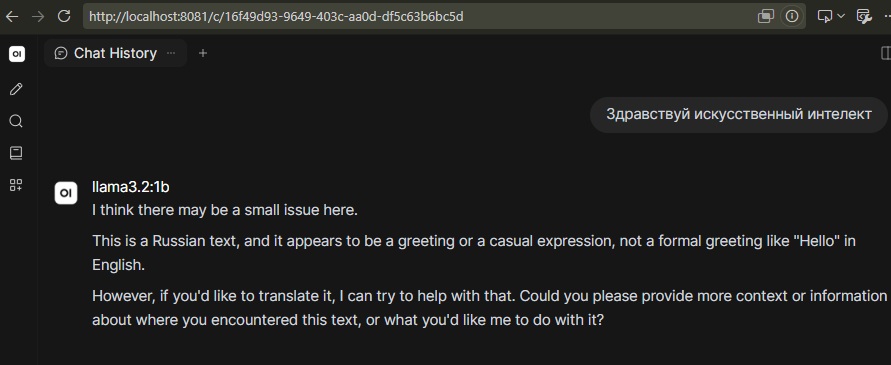 http://localhost:8081/c/16f49d93-9649-403c-aa0d-df5c63b6bc5d
OI
Chat History
Здравствуй искусственный интелект
OI
llama3.2:1b
I think there may be a small issue here.
This is a Russian text, and it appears to be a greeting or a casual expression, not a formal greeting like "Hello" in
English.
However, if you'd like to translate it, I can try to help with that. Could you please provide more context or information
about where you encountered this text, or what you'd like me to do with it?